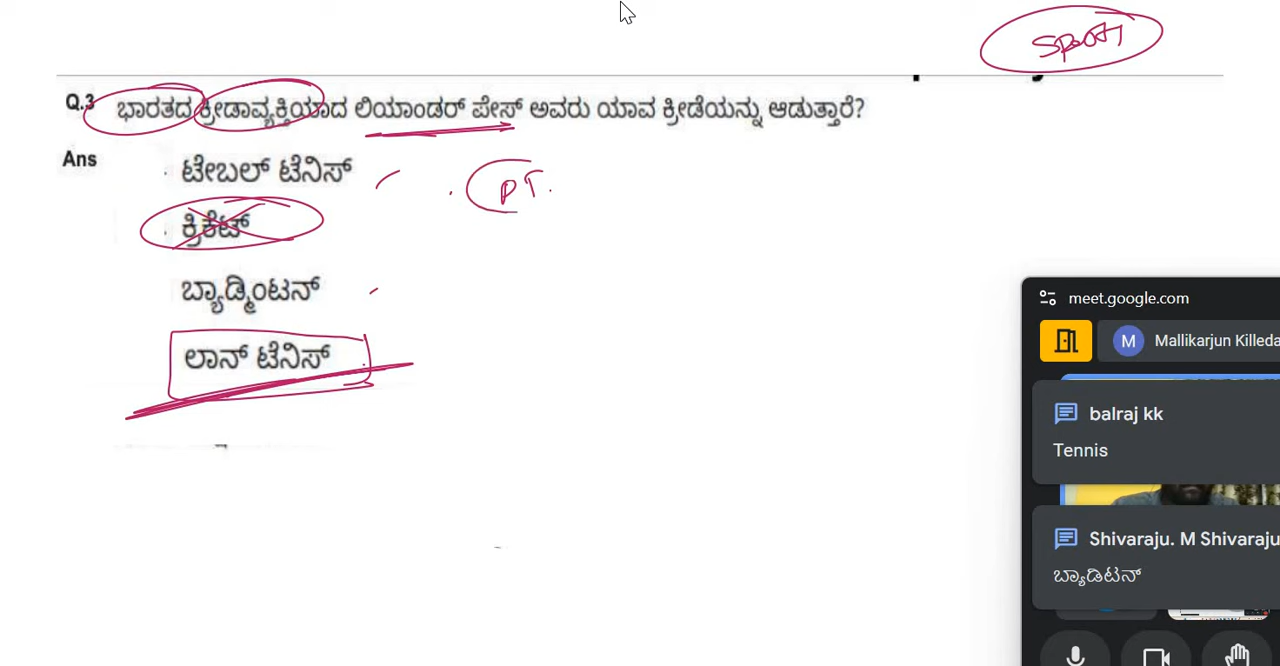 Sports
Q.3 ಭಾರತದ ಕ್ರೀಡಾವ್ಯಕ್ತಿಯಾದ ಲಿಯಾಂಡರ್ ಪೇಸ್ ಅವರು ಯಾವ ಕ್ರೀಡೆಯನ್ನು ಆಡುತ್ತಾರೆ?
Ans
ಟೇಬಲ್ ಟೆನಿಸ್
PT.
ಕ್ರಿಕೆಟ್
ಬ್ಯಾಡ್ಮಿಂಟನ್
ಲಾನ್ ಟೆನಿಸ್
meet.google.com
M Mallikarjun Killeda
balraj kk
Tennis
Shivaraju. M Shivaraju
ಬ್ಯಾಡಿಟನ್